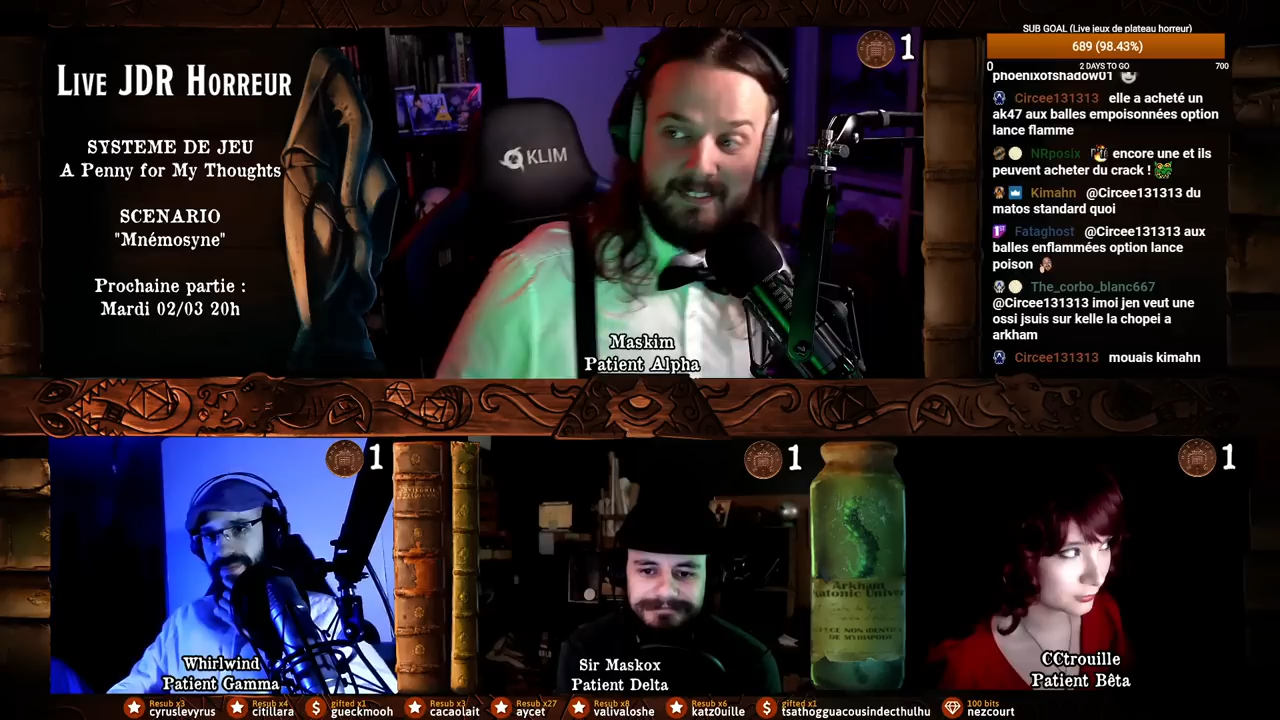 LIVE JDR HORREUR
SYSTEME DE JEU
A Penny for My Thoughts
SCENARIO
"Mnémosyne"
Prochaine partie :
Mardi 02/03 20h
KLIM
1
Maskim
Patient Alpha
SUB GOAL (Live jeux de plateau horreur)
689 (98.43%)
0 2 DAYS TO GO 700
phoenixofshadow01
Circee131313 elle a acheté un
ak47 aux balles empoisonnées option
lance flamme
NRposix encore une et ils
peuvent acheter du crack !
Kimahn @Circee131313 du
matos standard quoi
Fataghost @Circee131313 aux
balles enflammées option lance
poison
The_corbo_blanc667
@Circee131313 imoi jen veut une
ossi jsuis sur kelle la chopei a
arkham
Circee131313 mouais kimahn
1
Whirlwind
Patient Gamma
1
Sir Maskox
Patient Delta
Arkham
katonic Univer
DE MYRIAPODE
1
CCtrouille
Patient Bêta
Resub x3
cyruslevyrus
Resub x4
citillara
gifted x1
gueckmooh
Resub x3
cacaolait
Resub x27
aycet
Resub x8
valivaloshe
Resub x6
katz0uille
gifted x1
tsathogguacousindecthulhu
100 bits
nezcourt